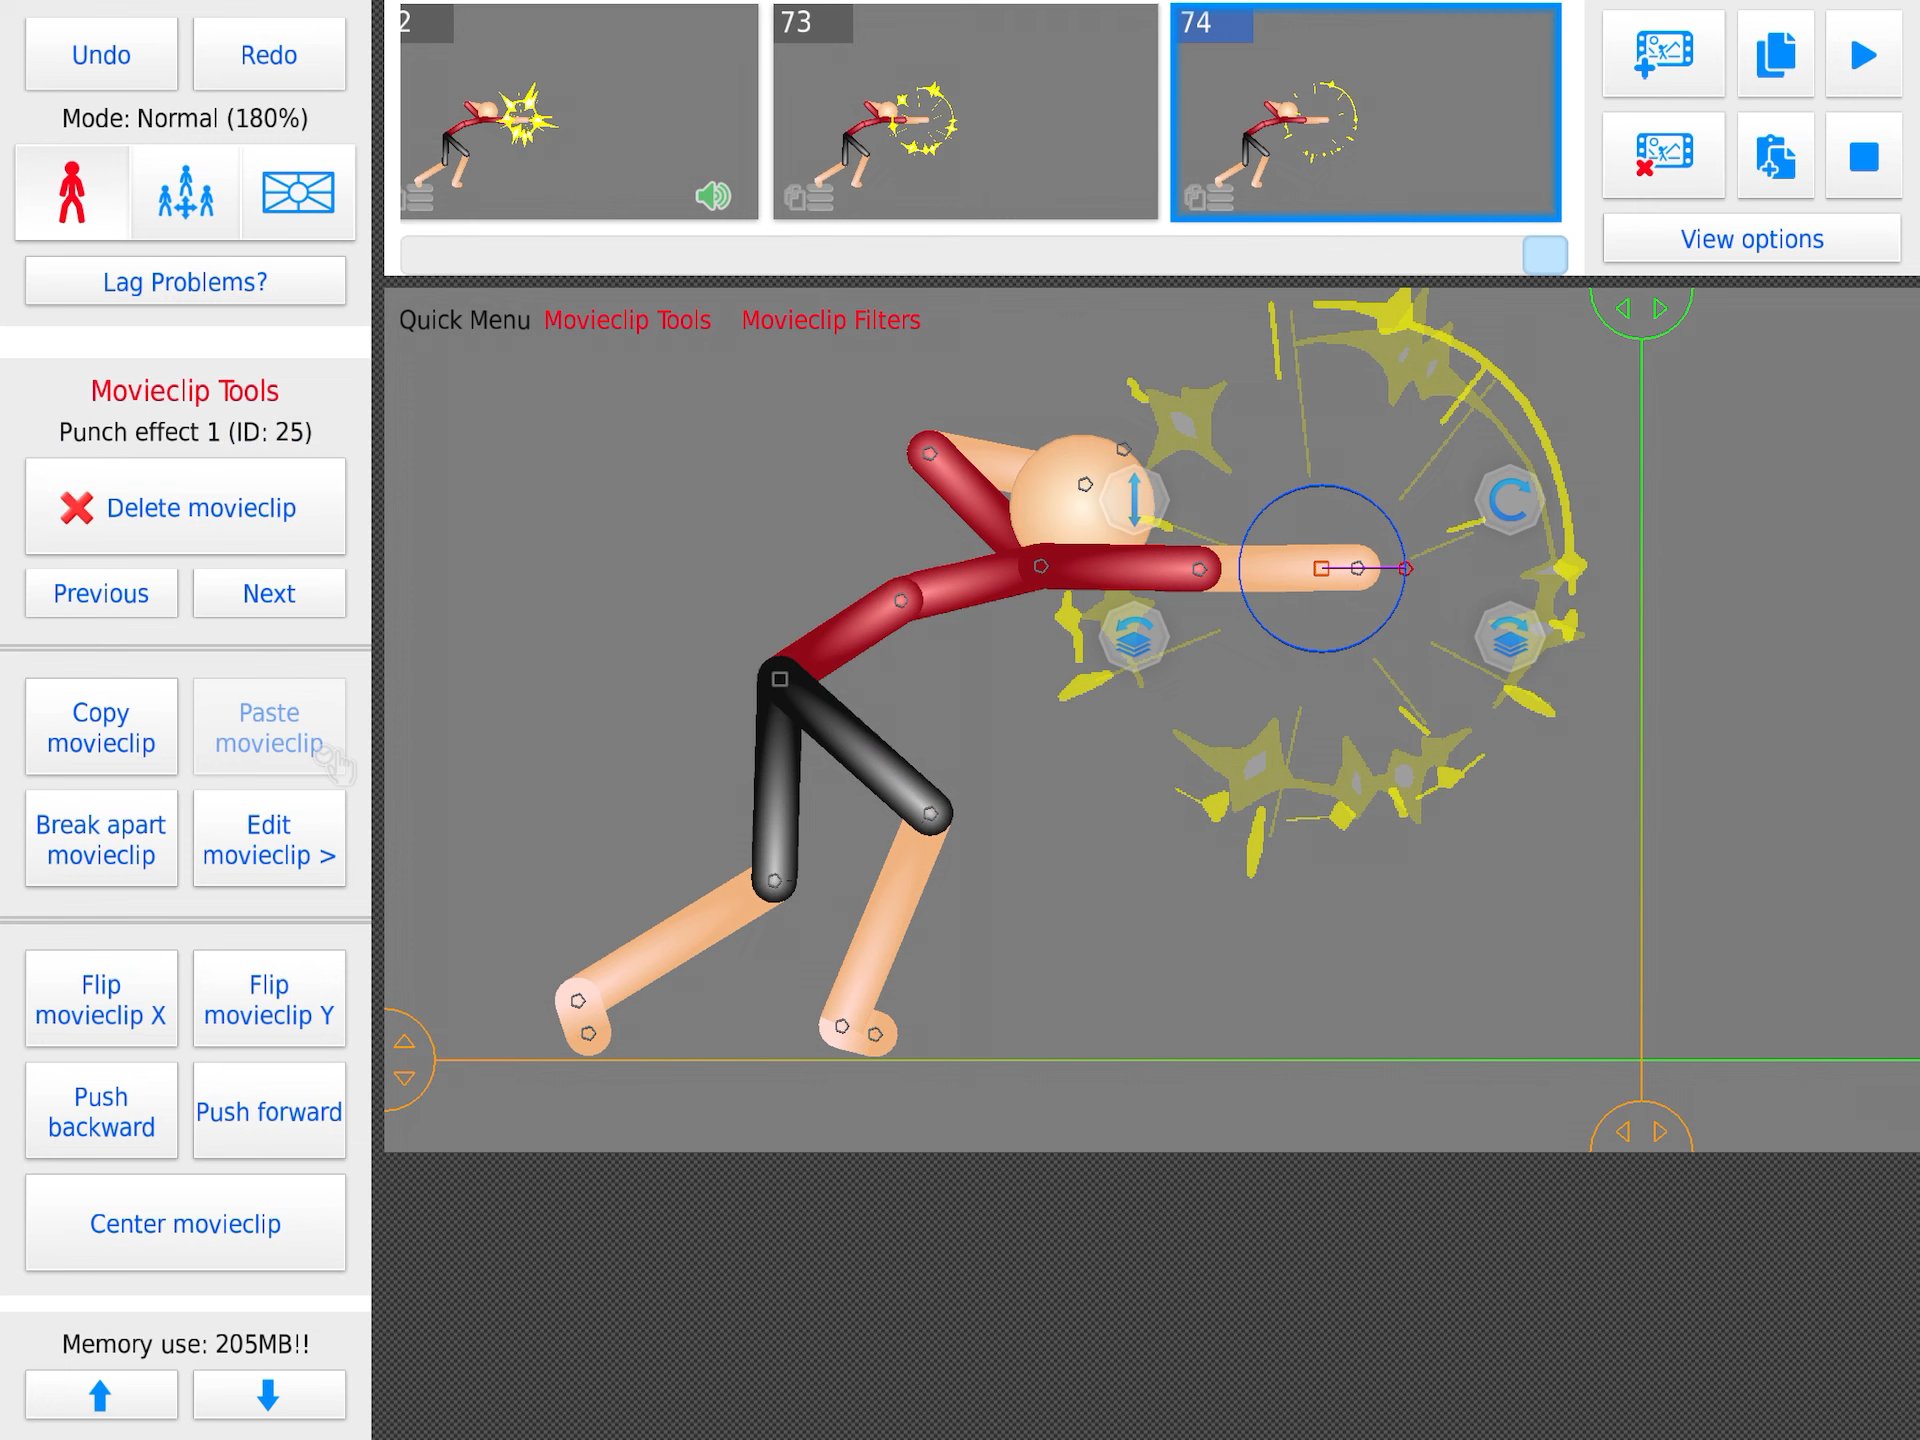 Undo
Redo
Mode: Normal (180%)
Lag Problems?
Movieclip Tools
Punch effect 1 (ID: 25)
Delete movieclip
Previous
Next
Copy
movieclip
Paste
movieclip
Break apart
movieclip
Edit
movieclip >
Flip
movieclip X
Flip
movieclip Y
Push
backward
Push forward
Center movieclip
Memory use: 205MB!!
2
73
74
View options
Quick Menu
Movieclip Tools
Movieclip Filters